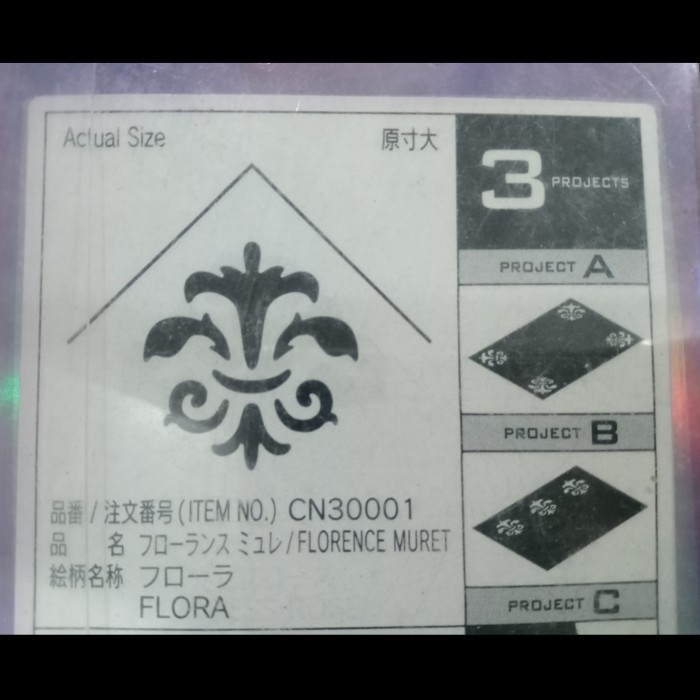 Actual Size 原寸大
3 PROJECTS
PROJECT A
PROJECT B
PROJECT C
品番/注文番号(ITEM NO.) CN30001
品 名 フローランス ミュレ/FLORENCE MURET
絵柄名称 フローラ
FLORA